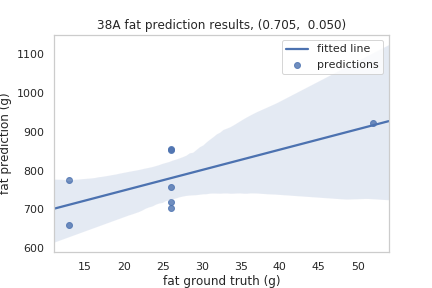 38A fat prediction results, (0.705,  0.050)
fitted line
predictions
fat prediction (g)
1100
1000
900
800
700
600
15 20 25 30 35 40 45 50
fat ground truth (g)